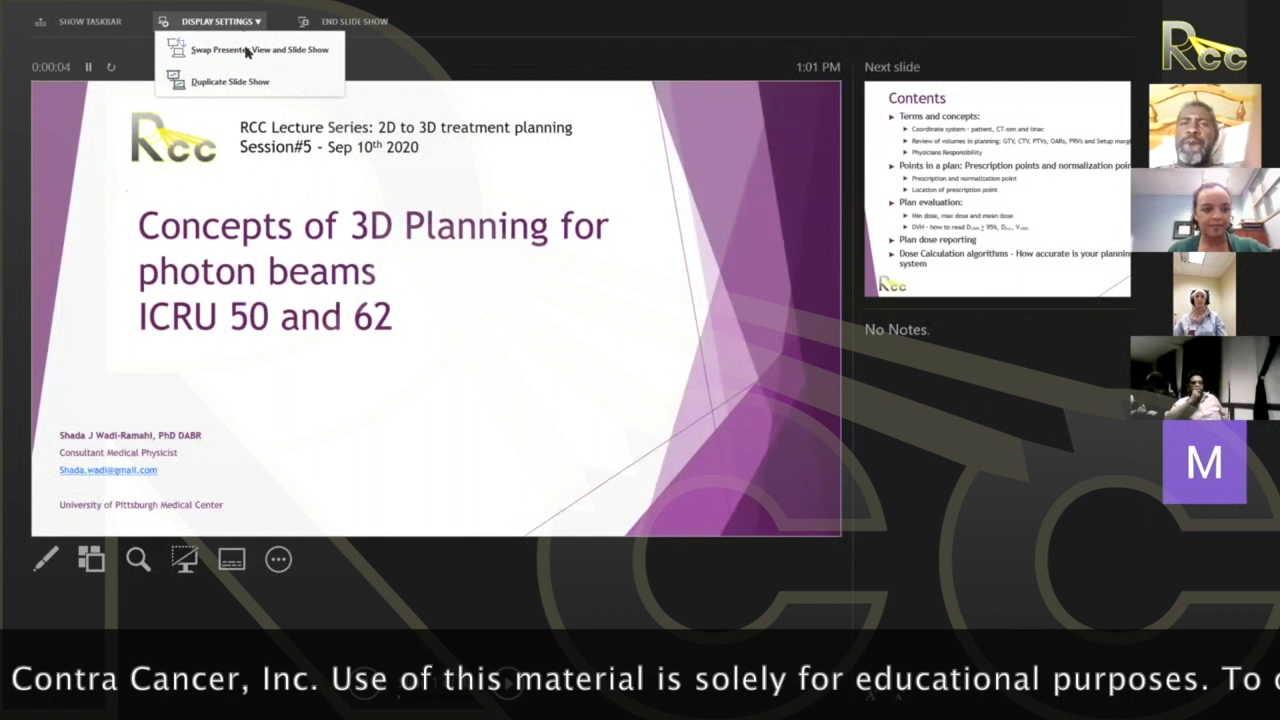 SHOW TASKBAR
DISPLAY SETTINGS ▼
END SLIDE SHOW
Swap Presenter View and Slide Show
Duplicate Slide Show
0:00:04
1:01 PM
Rcc
RCC Lecture Series: 2D to 3D treatment planning
Session#5 - Sep 10th 2020
Concepts of 3D Planning for
photon beams
ICRU 50 and 62
Shada J Wadi-Ramahi, PhD DABR
Consultant Medical Physicist
Shada.wadi@gmail.com
University of Pittsburgh Medical Center
Next slide
Contents
Terms and concepts:
Coordinate system - patient, CT-sim and linac
Review of volumes in planning: GTV, CTV, PTVs, OARs, PRVs and Setup marg
Physicians Responsibility
Points in a plan: Prescription points and normalization poin
Prescription and normalization point
Location of prescription point
Plan evaluation:
Min dose, max dose and mean dose
DVH - how to read
Plan dose reporting
Dose Calculation algorithms - How accurate is your planning
system
Rcc
No Notes.
Rcc
M
Contra Cancer, Inc. Use of this material is solely for educational purposes. To